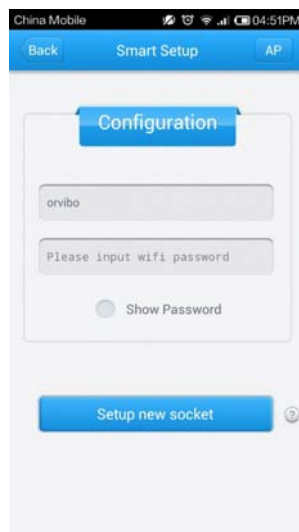 China Mobile 04:51PM
Back Smart Setup AP
Configuration
orvibo
Please input wifi password
Show Password
Setup new socket ?